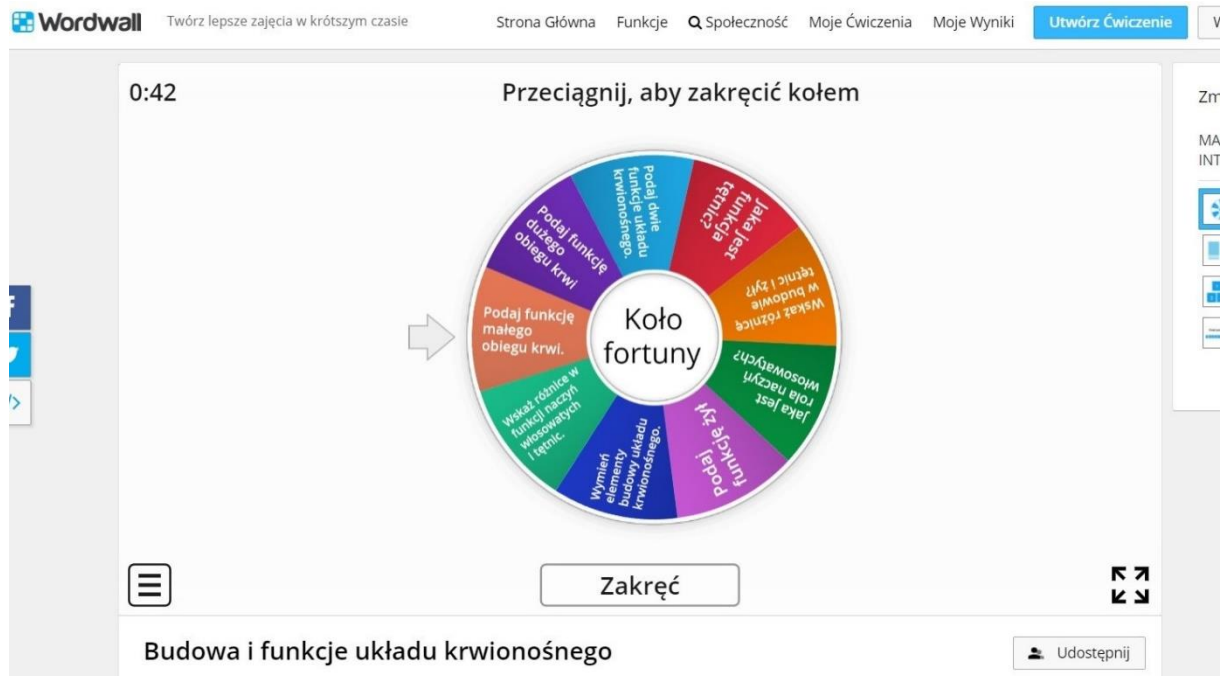 Wordwall Twórz lepsze zajęcia w krótszym czasie Strona Główna Funkcje Społeczność Moje Ćwiczenia Moje Wyniki Utwórz Ćwiczenie
0:42
Przeciągnij, aby zakręcić kołem
Podaj dwie
funkcje układu
krwionośnego.
Jaka jest
funkcja
tętnic?
Wskaż różnicę
w budowie
tętnic i żył?
Jaka jest
rola naczyń
włosowatych?
Podaj
funkcję żył
Wymień
elementy
budowy układu
krwionośnego.
Wskaż różnice w
funkcji naczyń
włosowatych
i tętnic.
Podaj funkcję
małego
obiegu krwi.
Podaj funkcję
dużego
obiegu krwi
Koło
fortuny
Zakręć
Budowa i funkcje układu krwionośnego
Udostępnij